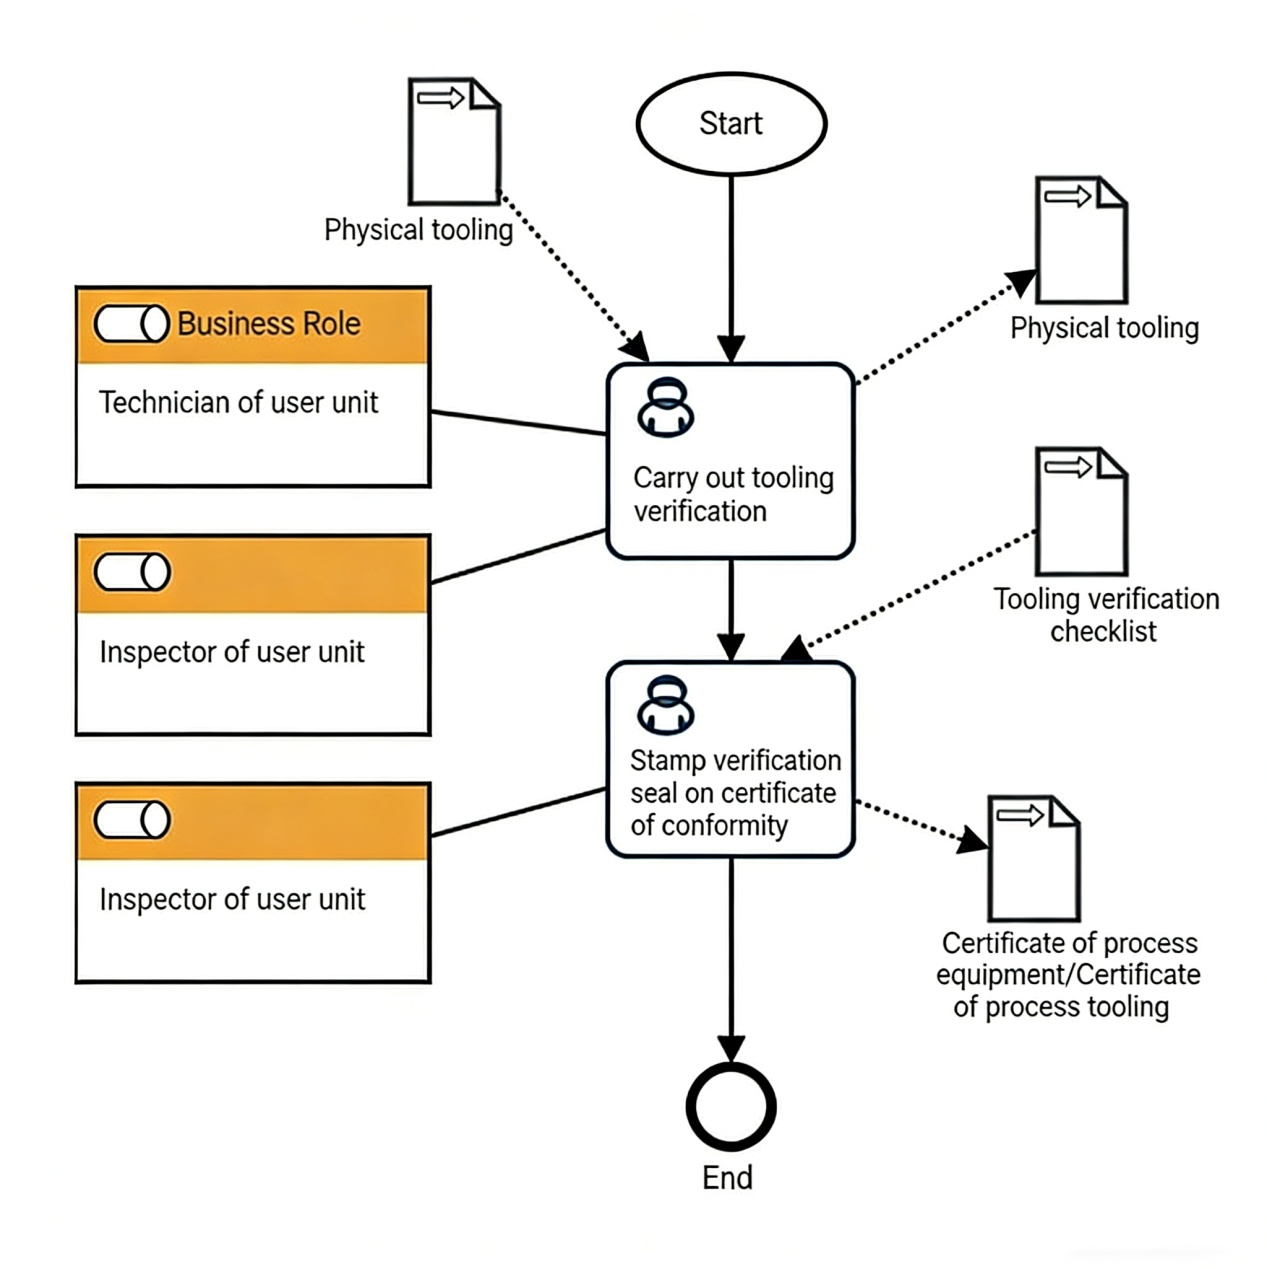 Start
Physical tooling
Physical tooling
Business Role
Technician of user unit
Carry out tooling
verification
Inspector of user unit
Tooling verification
checklist
Stamp verification
seal on certificate
of conformity
Inspector of user unit
Certificate of process
equipment/Certificate
of process tooling
End